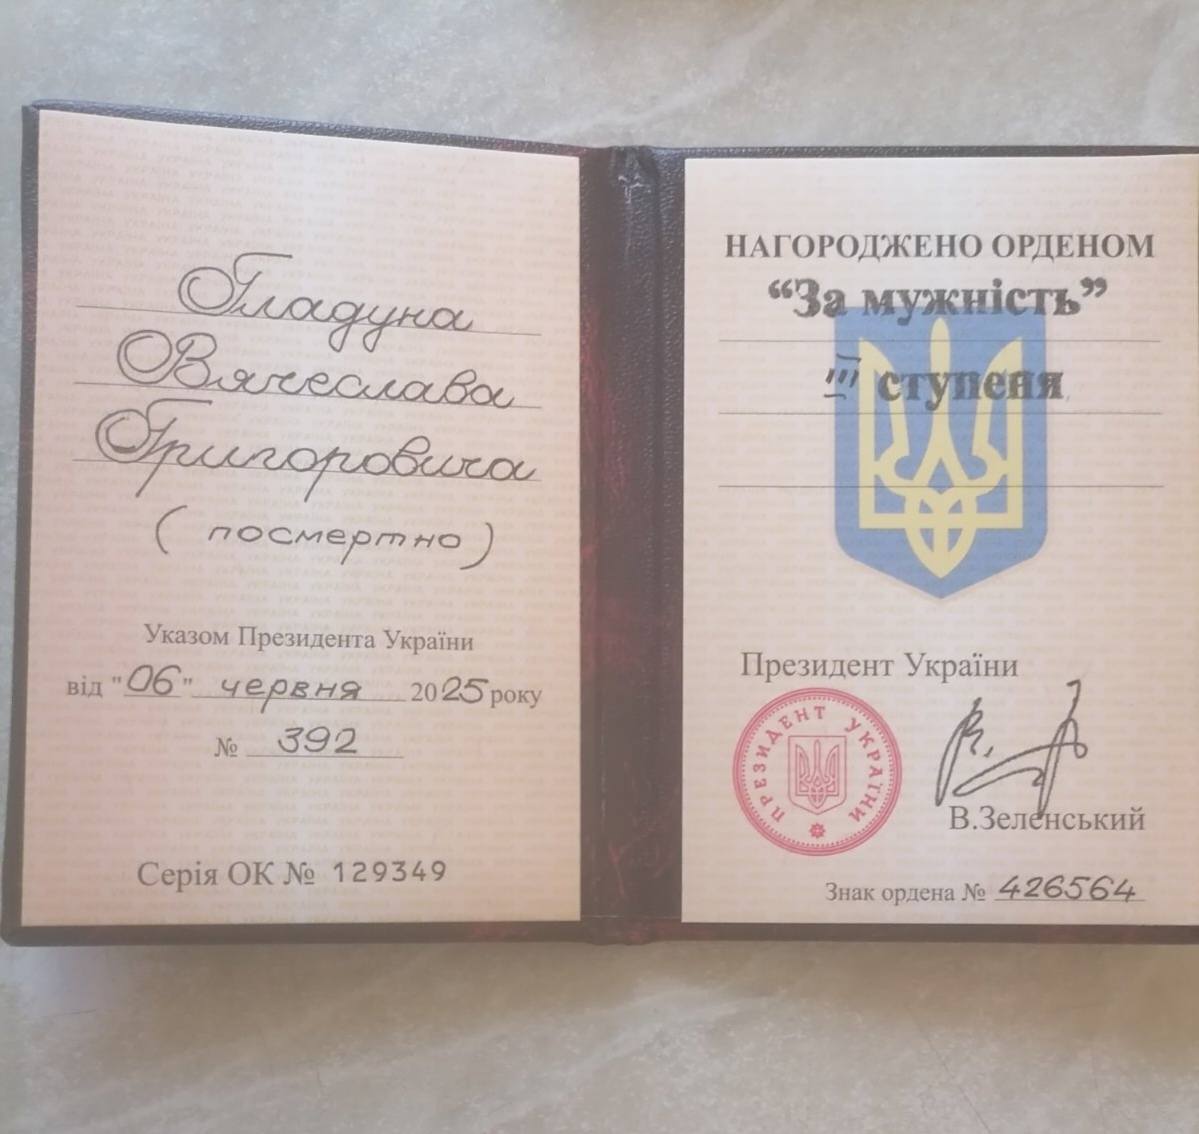 Гладуна
Вячеслава
Григоровича
(посмертно)
Указом Президента України
від "06" червня 2025 року
№ 392
Серія ОК № 129349
НАГОРОДЖЕНО ОРДЕНОМ
“За мужність”
III ступеня
Президент України
ПРЕЗИДЕНТ УКРАЇНИ
В.Зеленський
Знак ордена № 426564